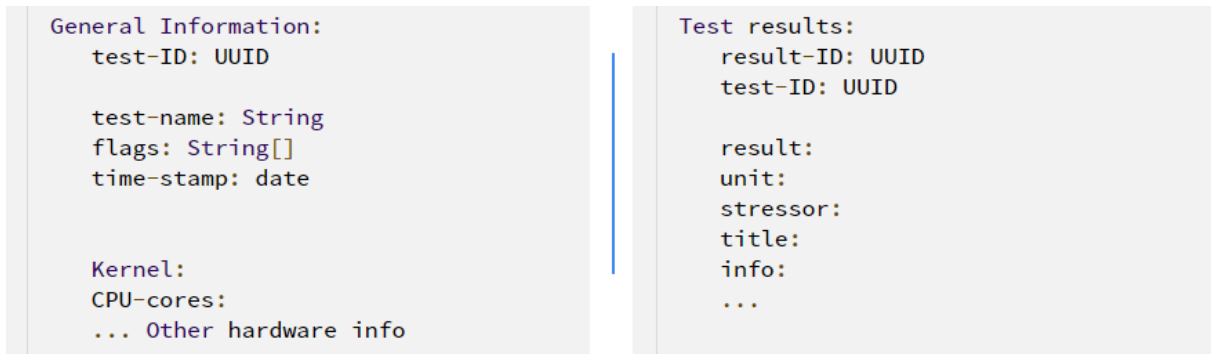 General Information:
test-ID: UUID
test-name: String
flags: String[]
time-stamp: date
Kernel:
CPU-cores:
... Other hardware info
Test results:
result-ID: UUID
test-ID: UUID
result:
unit:
stressor:
title:
info:
...